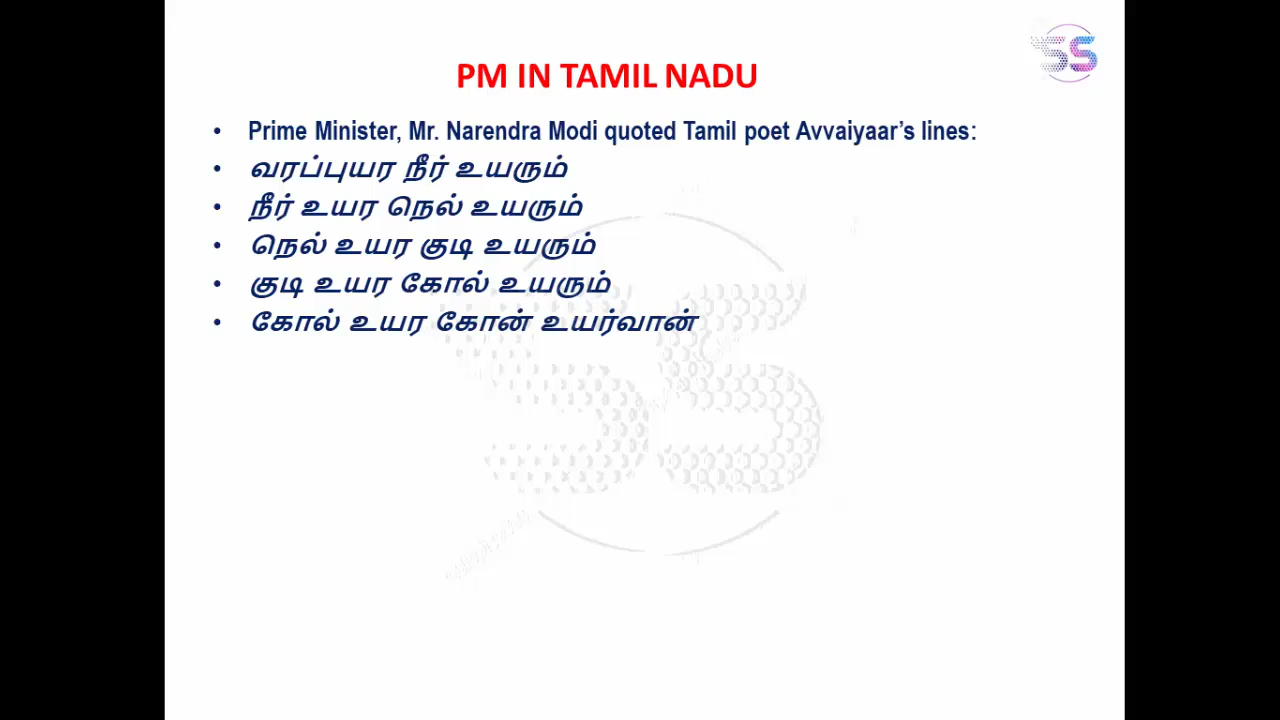 PM IN TAMIL NADU
• Prime Minister, Mr. Narendra Modi quoted Tamil poet Avvaiyaar's lines:
• வரப்புயர நீர் உயரும்
• நீர் உயர நெல் உயரும்
• நெல் உயர குடி உயரும்
• குடி உயர கோல் உயரும்
• கோல் உயர கோன் உயர்வான்